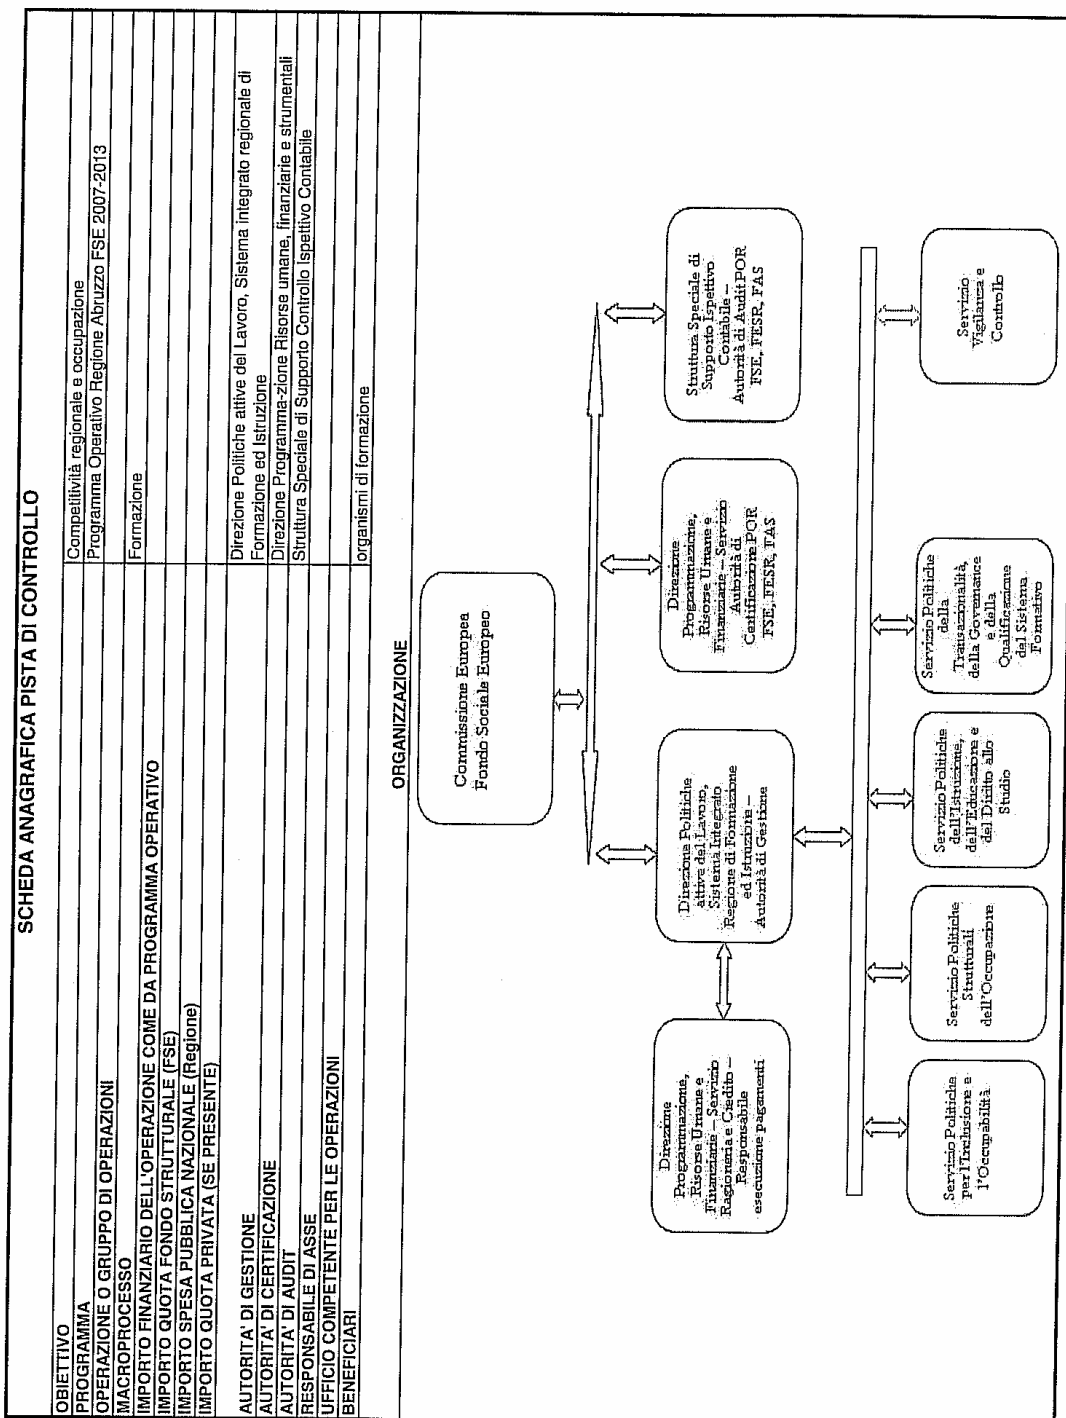 SCHEDA ANAGRAFICA PISTA DI CONTROLLO
OBIETTIVO
Competitività regionale e occupazione
PROGRAMMA
Programma Operativo Regione Abruzzo FSE 2007-2013
OPERAZIONE O GRUPPO DI OPERAZIONI
MACROPROCESSO
Formazione
IMPORTO FINANZIARIO DELL'OPERAZIONE COME DA PROGRAMMA OPERATIVO
IMPORTO QUOTA FONDO STRUTTURALE (FSE)
IMPORTO SPESA PUBBLICA NAZIONALE (Regione)
IMPORTO QUOTA PRIVATA (SE PRESENTE)
AUTORITA' DI GESTIONE
Direzione Politiche attive del Lavoro, Sistema integrato regionale di
Formazione ed Istruzione
AUTORITA' DI CERTIFICAZIONE
Direzione Programma-zione Risorse umane, finanziarie e strumentali
AUTORITA' DI AUDIT
Struttura Speciale di Supporto Controllo Ispettivo Contabile
RESPONSABILE DI ASSE
UFFICIO COMPETENTE PER LE OPERAZIONI
BENEFICIARI
organismi di formazione
ORGANIZZAZIONE
Commissione Europea
Fondo Sociale Europeo
Direzione
Programmazione,
Risorse Umane e
Finanziarie – Servizio
Ragioneria e Credito –
Responsabile
esecuzione pagamenti
Direzione Politiche
attive del Lavoro,
Sistema Integrato
Regione di Formazione
ed Istruzione –
Autorità di Gestione
Direzione
Programmazione,
Risorse Umane e
Finanziarie – Servizio
Autorità di
Certificazione POR
FSE, FESR, FAS
Struttura Speciale di
Supporto Ispettivo
Contabile –
Autorità di Audit POR
FSE, FESR, FAS
Servizio Politiche
per l'Inclusione e
l'Occupabilità
Servizio Politiche
Strutturali
dell'Occupazione
Servizio Politiche
dell'Istruzione,
dell'Educazione e
del Diritto allo
Studio
Servizio Politiche
della
Transazionalità,
della Governance
e della
Qualificazione
del Sistema
Formativo
Servizio
Vigilanza e
Controllo